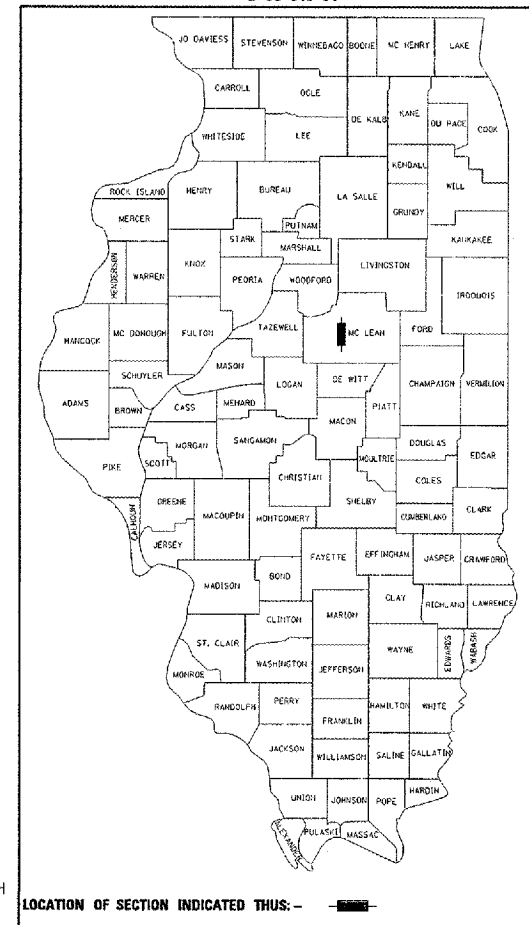 JO DAVIESS STEVENSON WINNEBAGO BOONE MC HENRY LAKE
CARROLL OGLE
DE KALB KANE DU PAGE COOK
WHITESIDE LEE
KENDALL WILL
ROCK ISLAND HENRY BUREAU LA SALLE GRUNDY
MERCER PUTNAM KANKAKEE
STARK MARSHALL
HENDERSON WARREN KNOX PEORIA WOODFORD LIVINGSTON IROQUOIS
HANCOCK MC DONOUGH FULTON TAZEWELL MC LEAN FORD
SCHUYLER MASON LOGAN DE WITT CHAMPAIGN VERMILION
ADAMS BROWN CASS MENARD MACON PIATT
MORGAN SANGAMON DOUGLAS EDGAR
PIKE SCOTT CHRISTIAN MOULTRIE COLES
CALHOUN GREENE MACOUPIN MONTGOMERY SHELBY CUMBERLAND CLARK
JERSEY FAYETTE EFFINGHAM JASPER CRAWFORD
MADISON BOND CLAY RICHLAND LAWRENCE
CLINTON MARION
ST. CLAIR WAYNE EDWARDS WABASH
MONROE WASHINGTON JEFFERSON
RANDOLPH PERRY HAMILTON WHITE
FRANKLIN
JACKSON WILLIAMSON SALINE GALLATIN
UNION JOHNSON POPE HARDIN
ALEXANDER PULASKI MASSAC
H
LOCATION OF SECTION INDICATED THUS: -